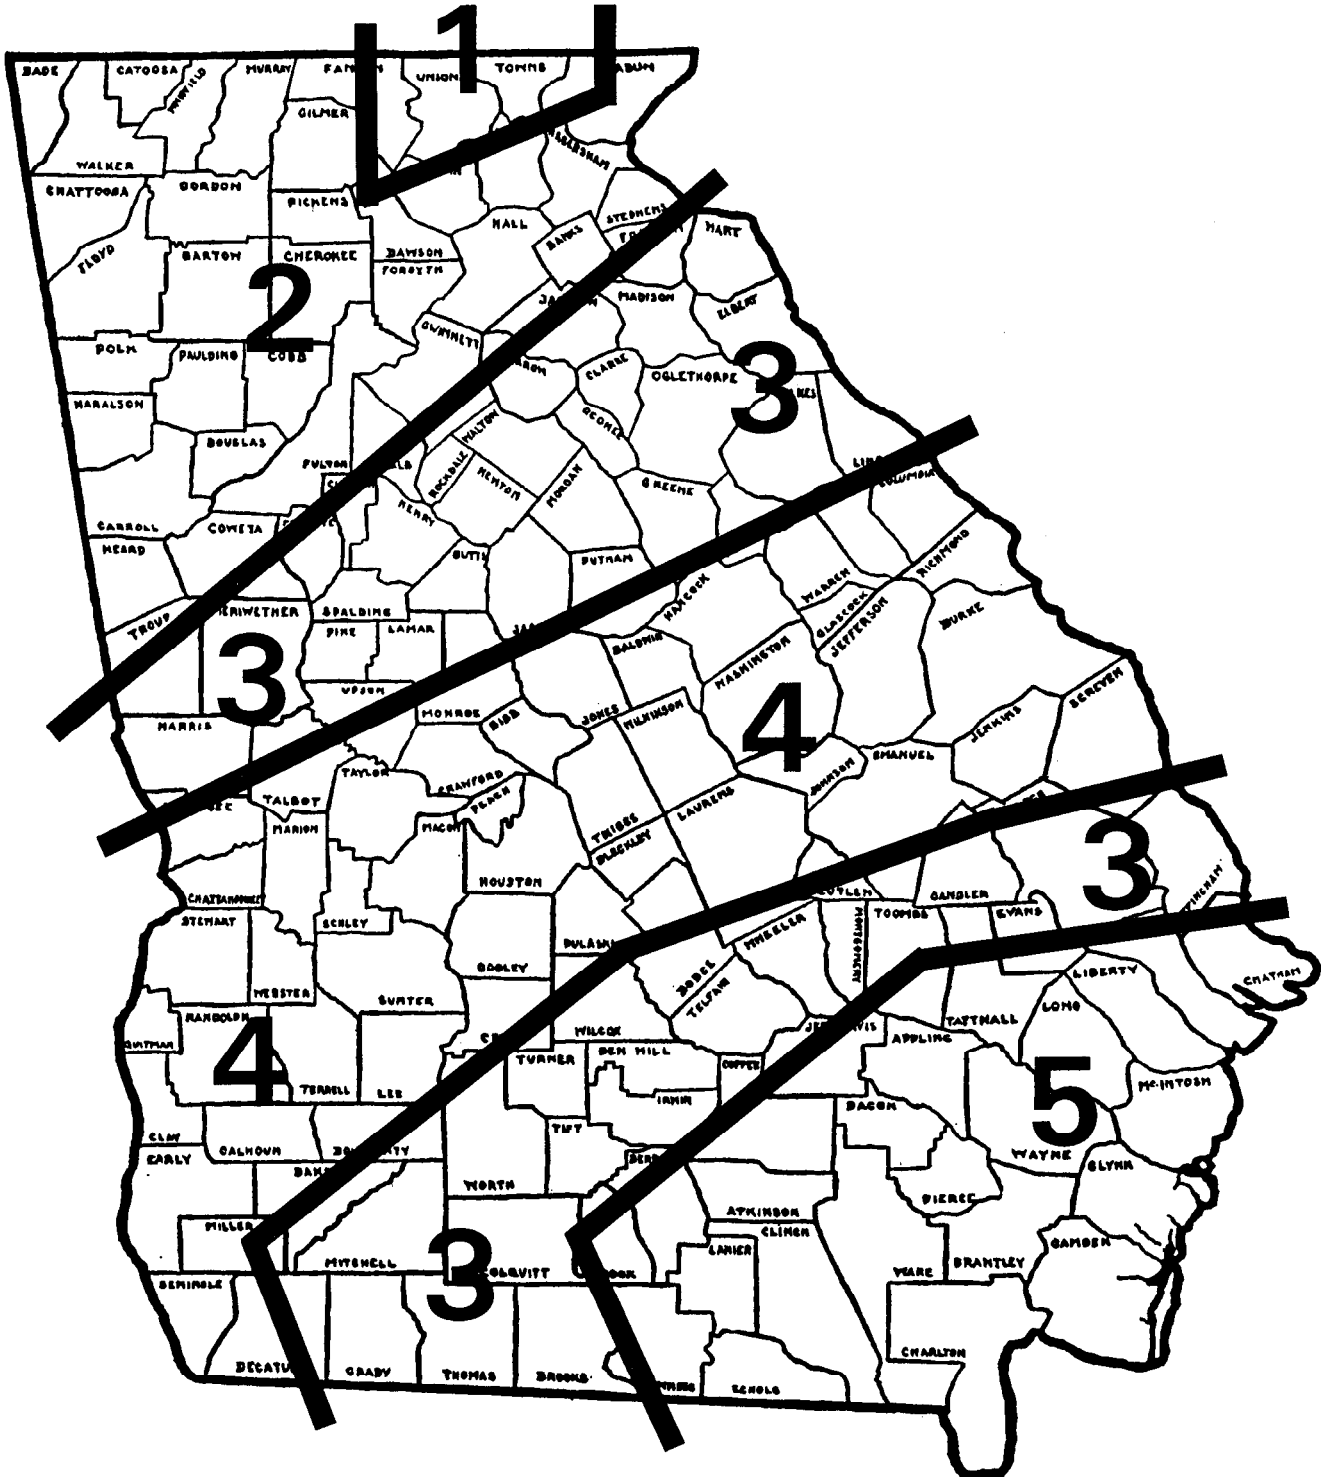 1
DADE
CATOOSA
WHITFIELD
MURRAY
UNION
TOWNS
GILMER
WALKER
CHATTOOGA
GORDON
PICKENS
HALL
BANKS
STEPHENS
HART
FLOYD
BARTOW
CHEROKEE
DAWSON
FORSYTH
MADISON
ELBERT
2
GWINNETT
POLK
PAULDING
COBB
CLARKE
OGLETHORPE
3
HARALSON
DOUGLAS
WALTON
OCONEE
FULTON
ROCKDALE
NEWTON
MORGAN
GREENE
COLUMBIA
CARROLL
COWETA
HENRY
HEARD
BUTTS
PUTNAM
RICHMOND
HANCOCK
WARREN
GLASCOCK
JEFFERSON
BURKE
TROUP
SPALDING
PIKE
LAMAR
BALDWIN
WASHINGTON
3
UPSON
4
SCREVEN
HARRIS
MONROE
BIBB
JONES
WILKINSON
JENKINS
EMANUEL
TAYLOR
CRAWFORD
PEACH
JOHNSON
TALBOT
LAURENS
MARION
MACON
TWIGGS
BLECKLEY
3
CHATTAHOOCHEE
HOUSTON
CANDLER
STEWART
SCHLEY
TOOMBS
EVANS
PULASKI
WHEELER
MONTGOMERY
DOOLEY
DODGE
TELFAIR
LIBERTY
CHATHAM
WEBSTER
SUMTER
LONG
RANDOLPH
TATTNALL
QUITMAN
4
WILCOX
APPLING
TURNER
BEN HILL
COFFEE
TERRELL
LEE
IRWIN
BACON
5
McINTOSH
CLAY
TIFT
EARLY
CALHOUN
WAYNE
GLYNN
WORTH
PIERCE
MILLER
ATKINSON
CLINCH
CAMDEN
MITCHELL
3
LANIER
BRANTLEY
SEMINOLE
WARE
CHARLTON
GRADY
THOMAS
BROOKS
ECHOLS